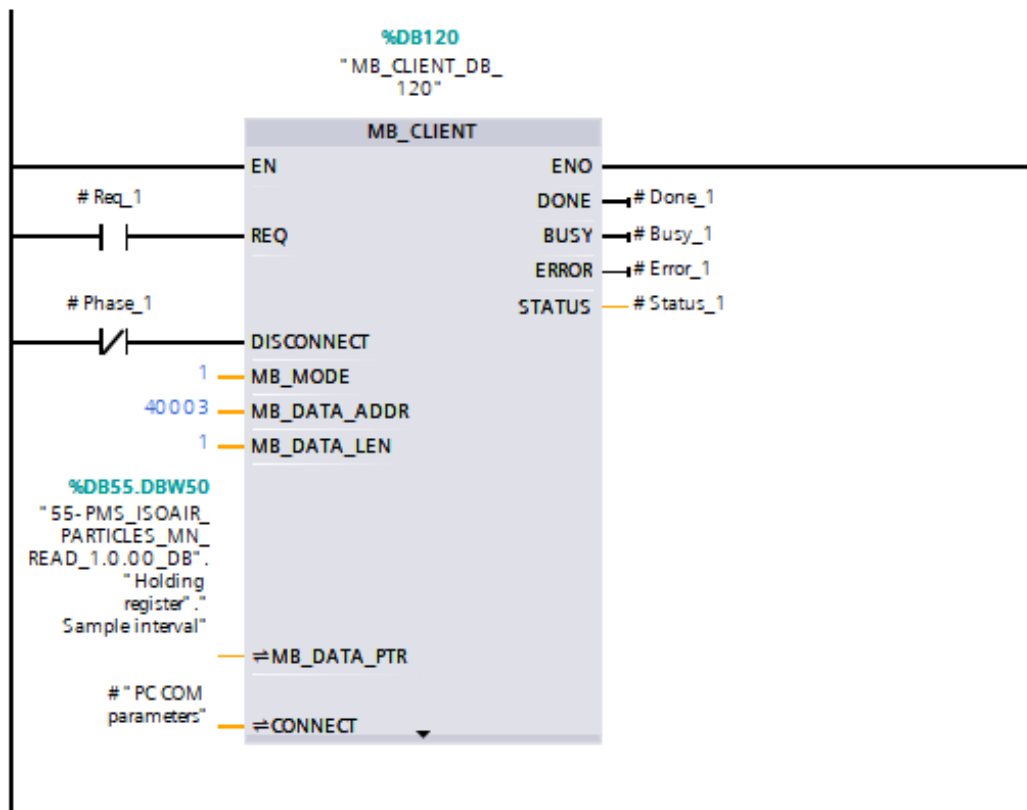 %DB120
"MB_CLIENT_DB_
120"
MB_CLIENT
EN
ENO
# Req_1
DONE
# Done_1
REQ
BUSY
# Busy_1
ERROR
# Error_1
# Phase_1
STATUS
# Status_1
DISCONNECT
1
MB_MODE
40003
MB_DATA_ADDR
1
MB_DATA_LEN
%DB55.DBW50
"55-PMS_ISOAIR_
PARTICLES_MN_
READ_1.0.00_DB".
"Holding
register"."
Sample interval"
MB_DATA_PTR
#"PC COM
parameters"
CONNECT